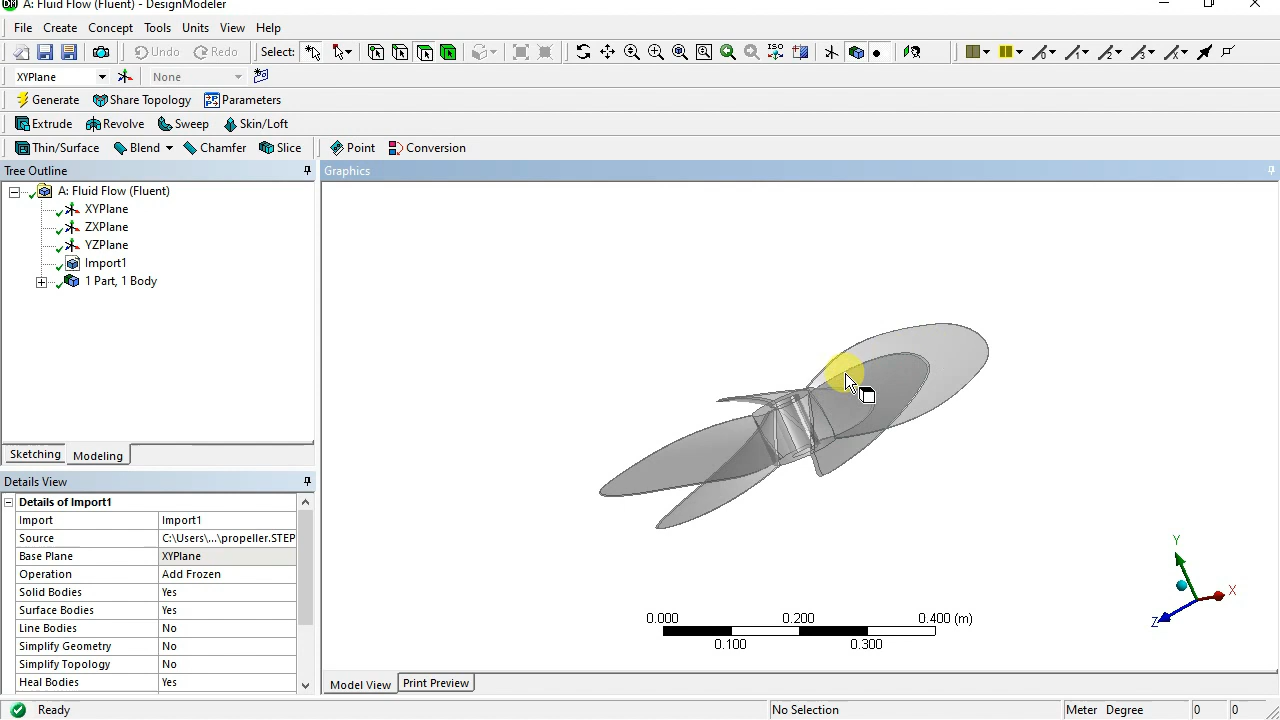 A: Fluid Flow (Fluent) - DesignModeler
File Create Concept Tools Units View Help
Undo Redo Select:
XYPlane None
Generate Share Topology Parameters
Extrude Revolve Sweep Skin/Loft
Thin/Surface Blend Chamfer Slice Point Conversion
Tree Outline
Graphics
A: Fluid Flow (Fluent)
XYPlane
ZXPlane
YZPlane
Import1
1 Part, 1 Body
Sketching Modeling
Details View
Details of Import1
Import Import1
Source C:\Users\...\propeller.STEP
Base Plane XYPlane
Operation Add Frozen
Solid Bodies Yes
Surface Bodies Yes
Line Bodies No
Simplify Geometry No
Simplify Topology No
Heal Bodies Yes
0.000 0.200 0.400 (m)
0.100 0.300
Y
X
Z
Model View Print Preview
Ready No Selection Meter Degree 0 0